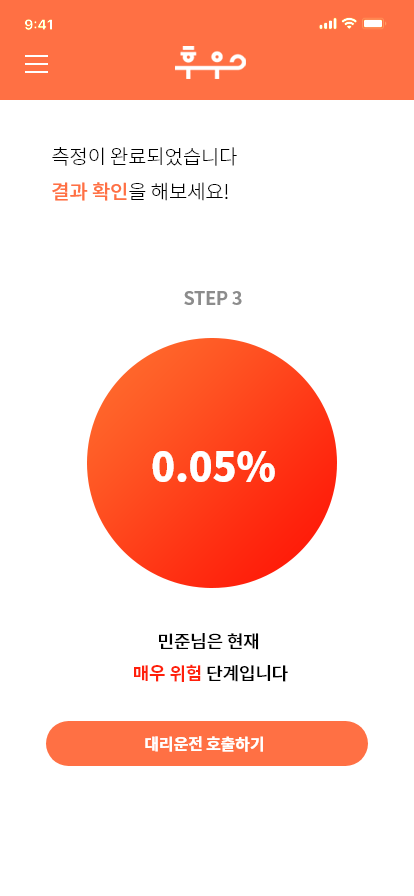 9:41
후우
측정이 완료되었습니다
결과 확인을 해보세요!
STEP 3
0.05%
민준님은 현재
매우 위험 단계입니다
대리운전 호출하기